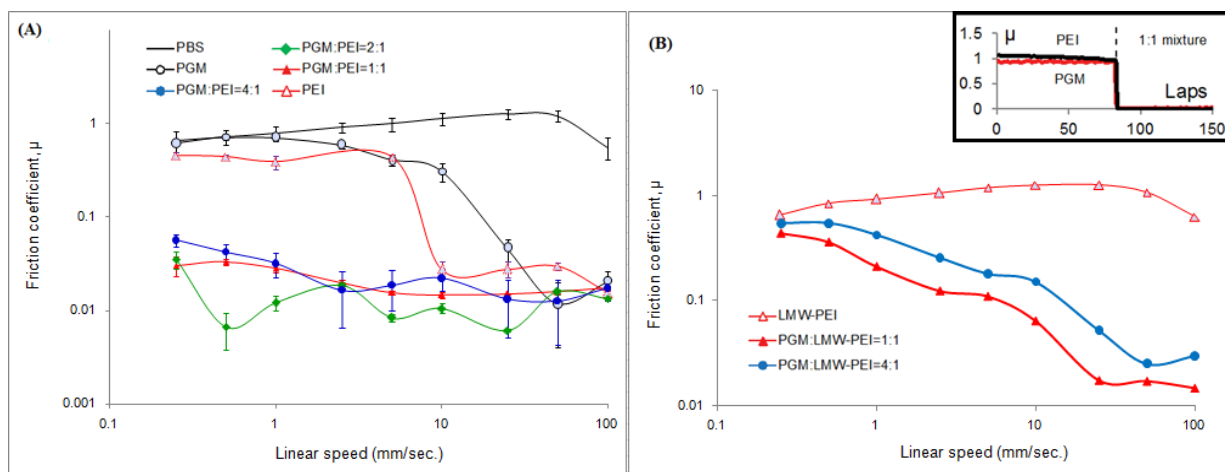 (A)
PBS
PGM:PEI=2:1
PGM
PGM:PEI=1:1
PGM:PEI=4:1
PEI
1
0.1
0.01
0.001
0.1
1
10
100
Friction coefficient, μ
Linear speed (mm/sec.)
(B)
1.5
1
0.5
0
μ
PEI
1:1 mixture
PGM
Laps
0
50
100
150
10
1
0.1
0.01
0.1
1
10
100
Friction coefficient, μ
LMW-PEI
PGM:LMW-PEI=1:1
PGM:LMW-PEI=4:1
Linear speed (mm/sec.)